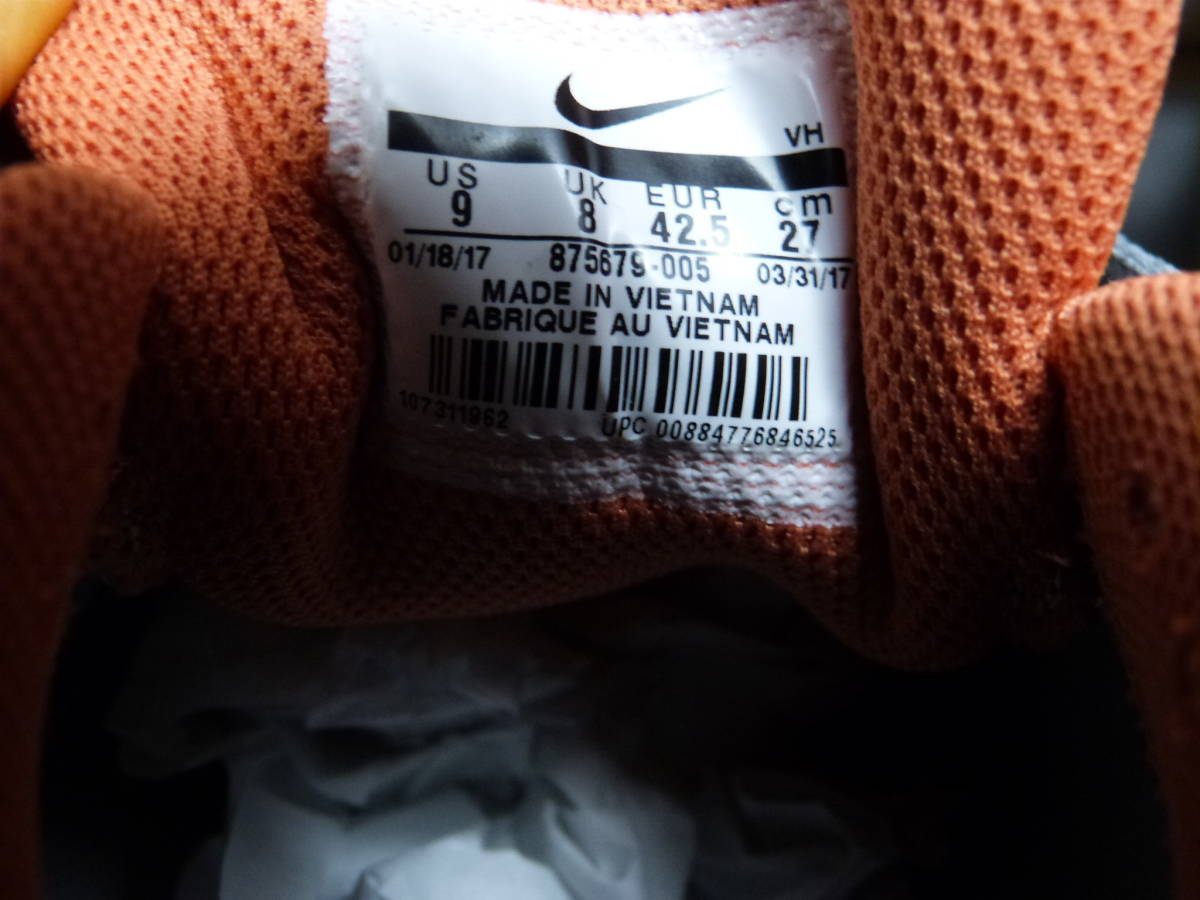 VH
US UK EUR cm
9 8 42.5 27
01/18/17 875679-005 03/31/17
MADE IN VIETNAM
FABRIQUE AU VIETNAM
107311962 UPC 00884776846525